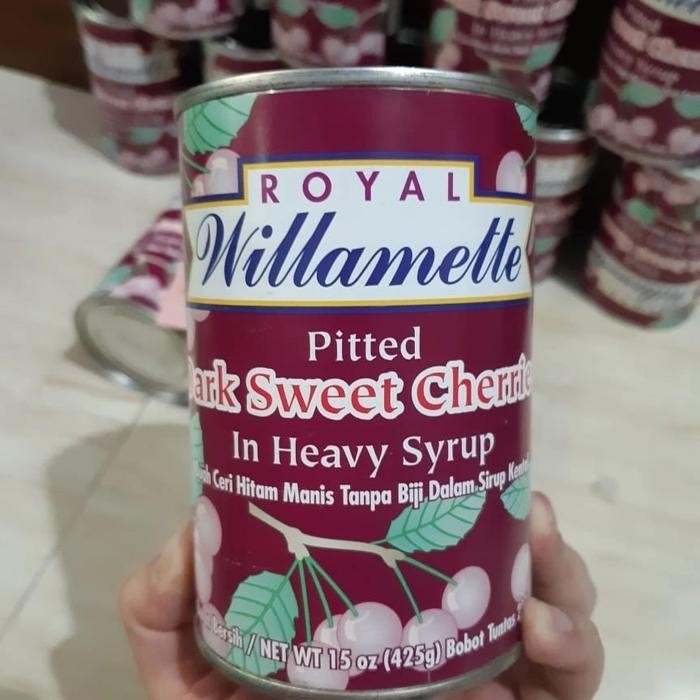 ROYAL
Willamette
Pitted
ark Sweet Cherrie
In Heavy Syrup
Ceri Hitam Manis Tanpa Biji Dalam Sirup
Bersih / NET WT 15 oz (425g) Bobot Tuntas